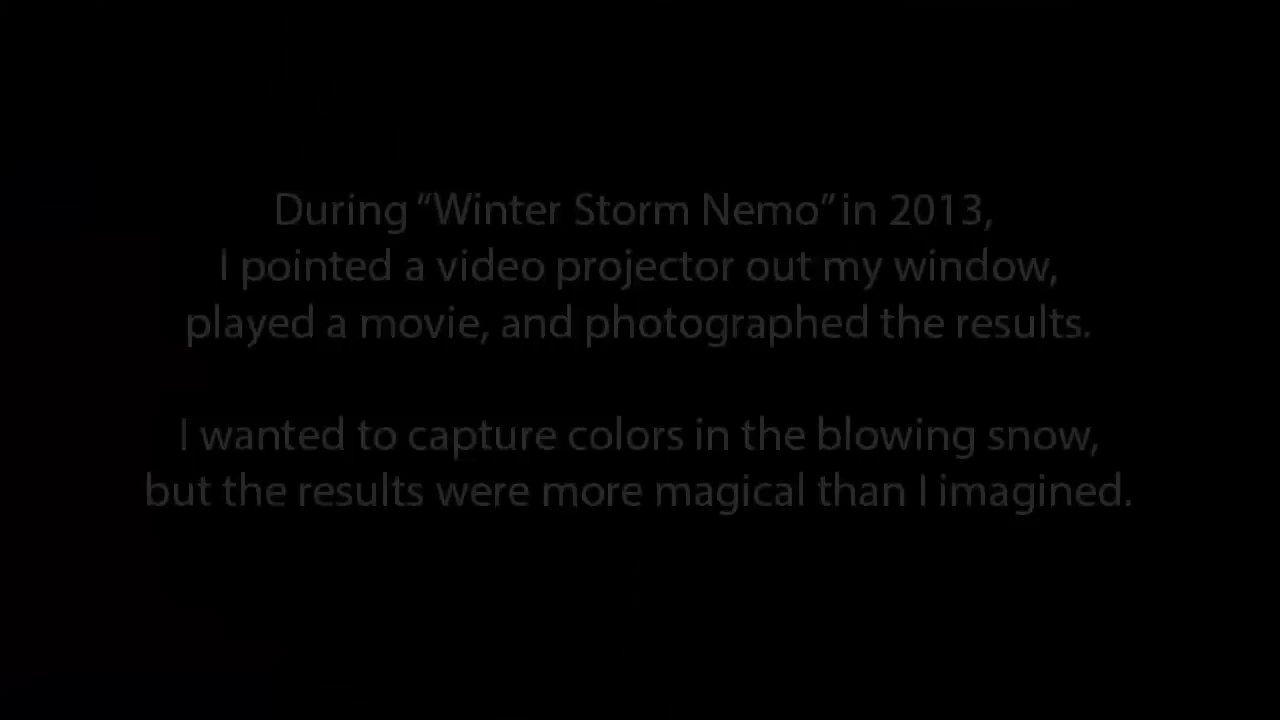 During “Winter Storm Nemo” in 2013,
I pointed a video projector out my window,
played a movie, and photographed the results.
I wanted to capture colors in the blowing snow,
but the results were more magical than I imagined.